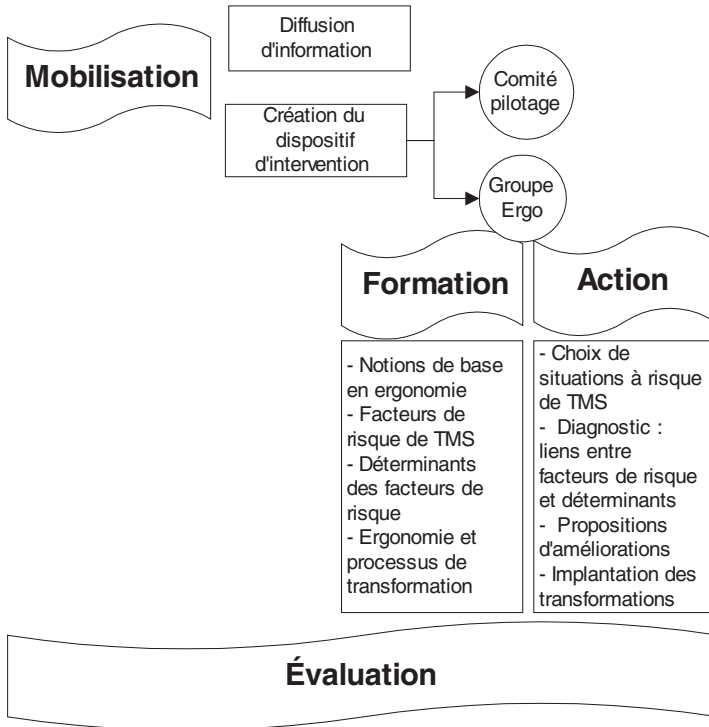 Mobilisation
Diffusion
d'information
Création du
dispositif
d'intervention
Comité
pilotage
Groupe
Ergo
Formation
- Notions de base
en ergonomie
- Facteurs de
risque de TMS
- Déterminants
des facteurs de
risque
- Ergonomie et
processus de
transformation
Action
- Choix de
situations à risque
de TMS
- Diagnostic :
liens entre
facteurs de risque
et déterminants
- Propositions
d'améliorations
- Implantation des
transformations
Évaluation